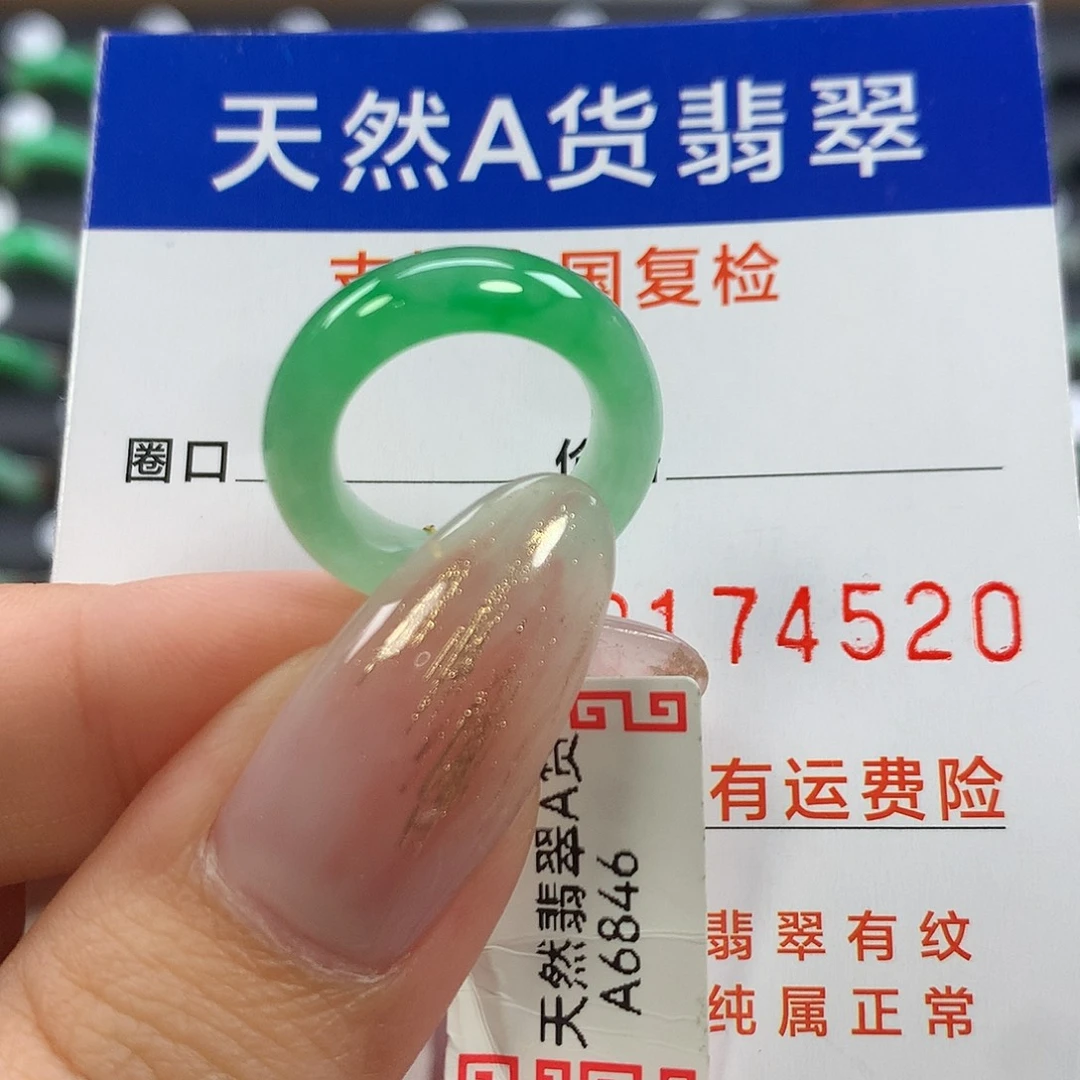 天然A货翡翠
国复检
圈口
174520
有运费险
天然翡翠A货
A6846
翡翠有纹
纯属正常